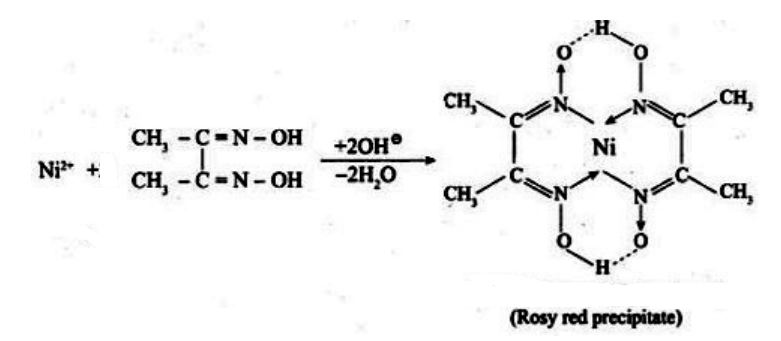 H
O O
CH₃ N N CH₃
C C
CH₃ – C = N – OH +2OH⊖ Ni
Ni²⁺ + –2H₂O
CH₃ – C = N – OH C C
CH₃ N N CH₃
O O
H
(Rosy red precipitate)